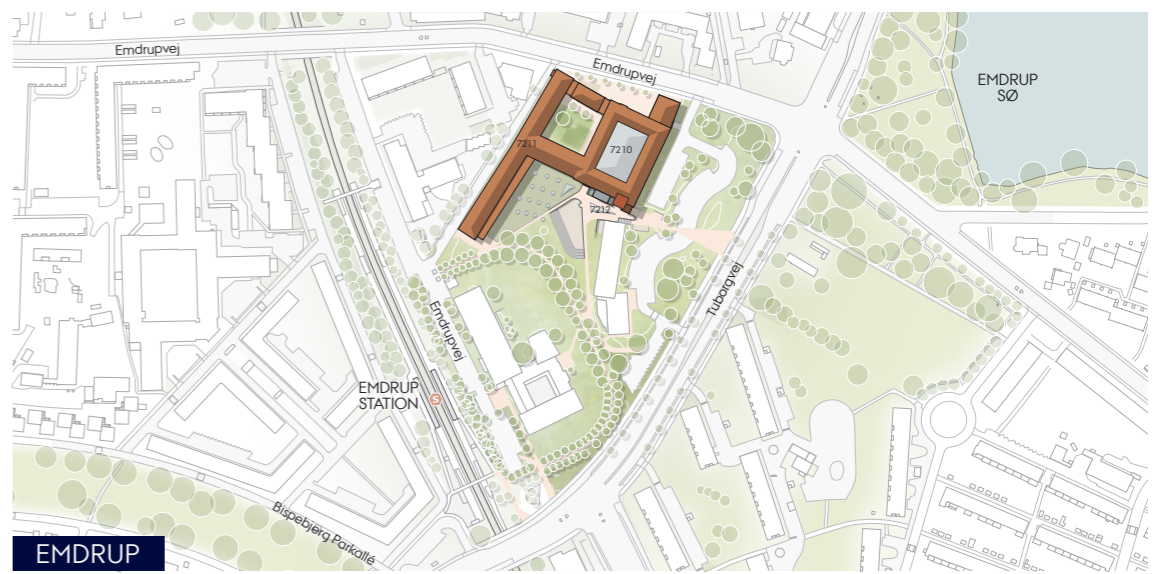 Emdrupvej
Emdrupvej
EMDRUP
SØ
7211
7210
7212
Tuborgvej
Emdrupvej
EMDRUP
STATION
S
Bispebjerg Parkallé
EMDRUP